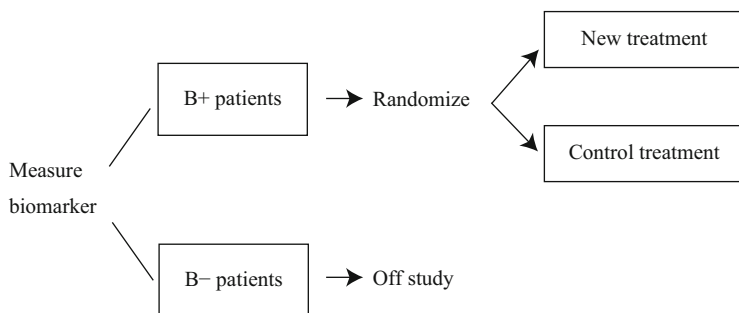 New treatment
B+ patients
Randomize
Control treatment
Measure
biomarker
B− patients
Off study